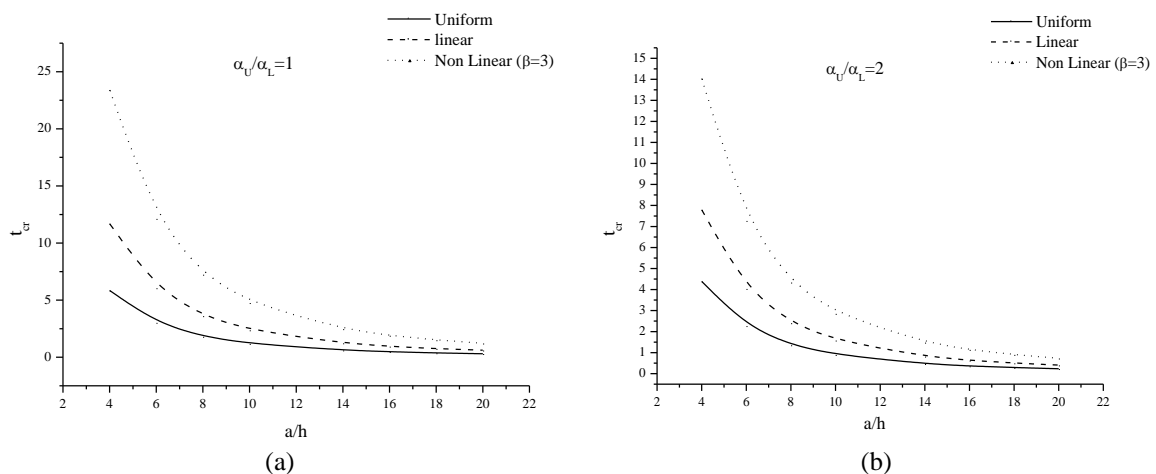 Uniform
linear
Non Linear (β=3)
α_U/α_L=1
25
20
15
10
5
0
t_cr
2 4 6 8 10 12 14 16 18 20 22
a/h
(a)
Uniform
Linear
Non Linear (β=3)
α_U/α_L=2
15
14
13
12
11
10
9
8
7
6
5
4
3
2
1
0
t_cr
2 4 6 8 10 12 14 16 18 20 22
a/h
(b)